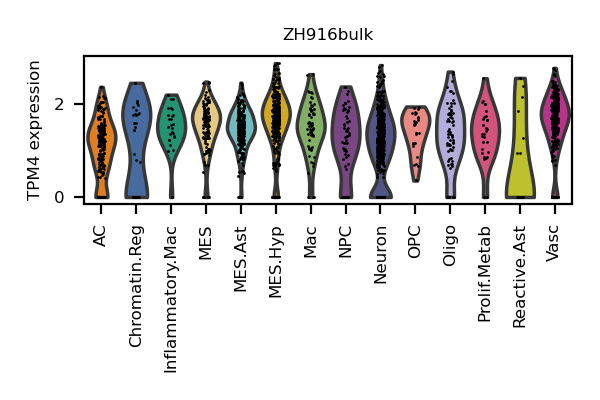 ZH916bulk
TPM4 expression
2
0
AC
Chromatin.Reg
Inflammatory.Mac
MES
MES.Ast
MES.Hyp
Mac
NPC
Neuron
OPC
Oligo
Prolif.Metab
Reactive.Ast
Vasc